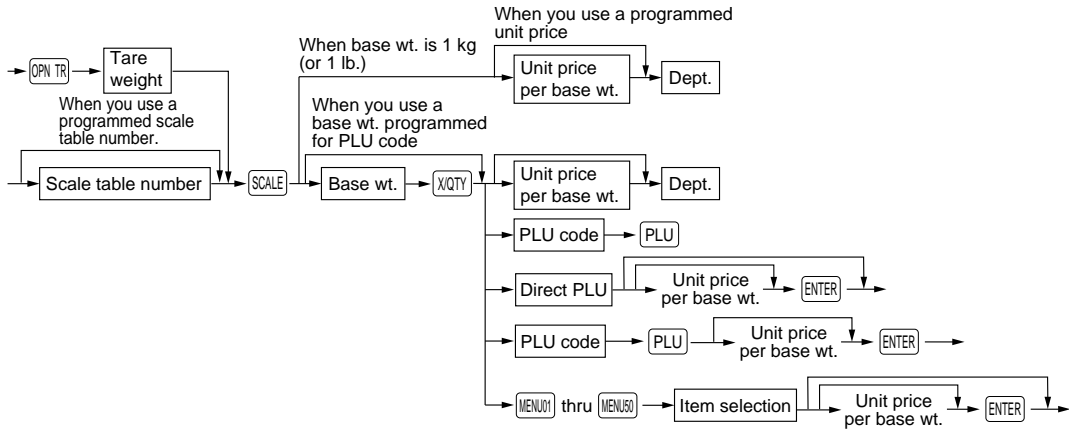 When you use a programmed
unit price
When base wt. is 1 kg
(or 1 lb.)
OPN TR
Tare
weight
Unit price
per base wt.
Dept.
When you use a
programmed scale
table number.
When you use a
base wt. programmed
for PLU code
Scale table number
SCALE
Base wt.
X/QTY
Unit price
per base wt.
Dept.
PLU code
PLU
Direct PLU
Unit price
per base wt.
ENTER
PLU code
PLU
Unit price
per base wt.
ENTER
MENU01 thru MENU50
Item selection
Unit price
per base wt.
ENTER